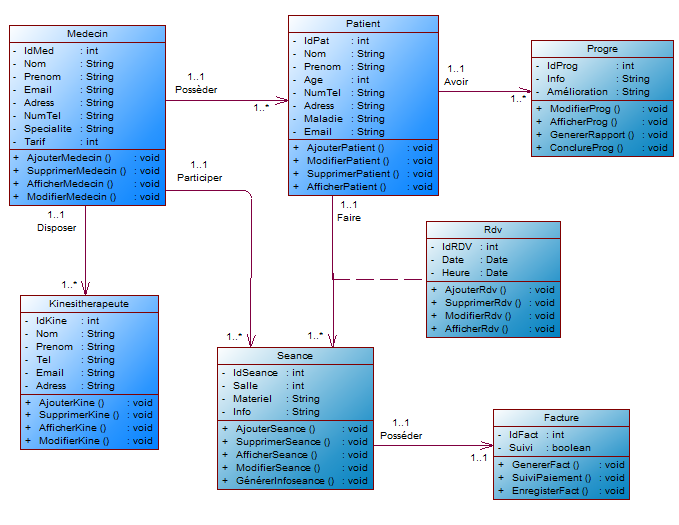 Medecin
- IdMed : int
- Nom : String
- Prenom : String
- Email : String
- Adress : String
- NumTel : String
- Specialite : String
- Tarif : int
+ AjouterMedecin () : void
+ SupprimerMedecin () : void
+ AfficherMedecin () : void
+ ModifierMedecin () : void
1..1
Possèder
1..*
Patient
- IdPat : int
- Nom : String
- Prenom : String
- Age : int
- NumTel : String
- Adress : String
- Maladie : String
- Email : String
+ AjouterPatient () : void
+ ModifierPatient () : void
+ SupprimerPatient () : void
+ AfficherPatient () : void
1..1
Avoir
1..*
Progre
- IdProg : int
- Info : String
- Amélioration : String
+ ModifierProg () : void
+ AfficherProg () : void
+ GenererRapport () : void
+ ConclureProg () : void
1..1
Participer
1..*
1..1
Disposer
1..*
1..1
Faire
1..*
Rdv
- IdRDV : int
- Date : Date
- Heure : Date
+ AjouterRdv () : void
+ SupprimerRdv () : void
+ ModifierRdv () : void
+ AfficherRdv () : void
Kinesitherapeute
- IdKine : int
- Nom : String
- Prenom : String
- Tel : String
- Email : String
- Adress : String
+ AjouterKine () : void
+ SupprimerKine () : void
+ AfficherKine () : void
+ ModifierKine () : void
Seance
- IdSeance : int
- Salle : int
- Materiel : String
- Info : String
+ AjouterSeance () : void
+ SupprimerSeance () : void
+ AfficherSeance () : void
+ ModifierSeance () : void
+ GénérerInfoseance () : void
1..1
Posséder
1..1
Facture
- IdFact : int
- Suivi : boolean
+ GenererFact () : void
+ SuiviPaiement () : void
+ EnregisterFact () : void